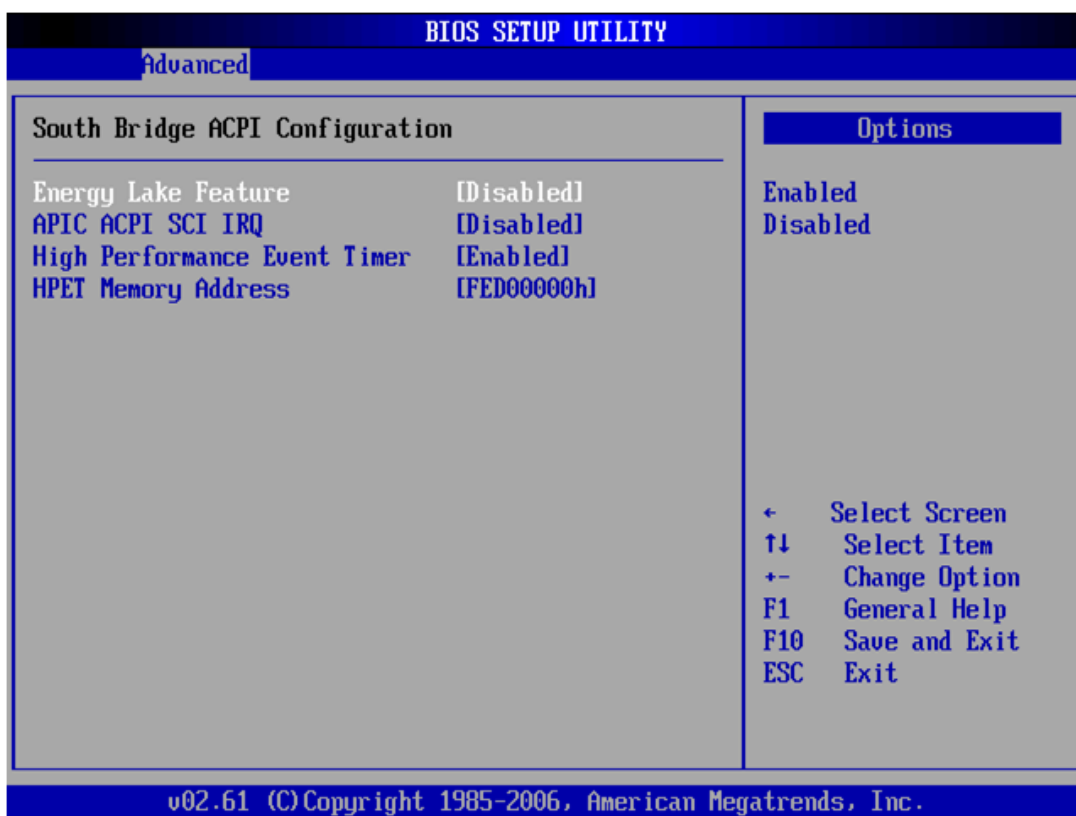 BIOS SETUP UTILITY
Advanced
South Bridge ACPI Configuration
Energy Lake Feature [Disabled]
APIC ACPI SCI IRQ [Disabled]
High Performance Event Timer [Enabled]
HPET Memory Address [FED00000h]
Options
Enabled
Disabled
← Select Screen
↑↓ Select Item
+- Change Option
F1 General Help
F10 Save and Exit
ESC Exit
v02.61 (C)Copyright 1985-2006, American Megatrends, Inc.